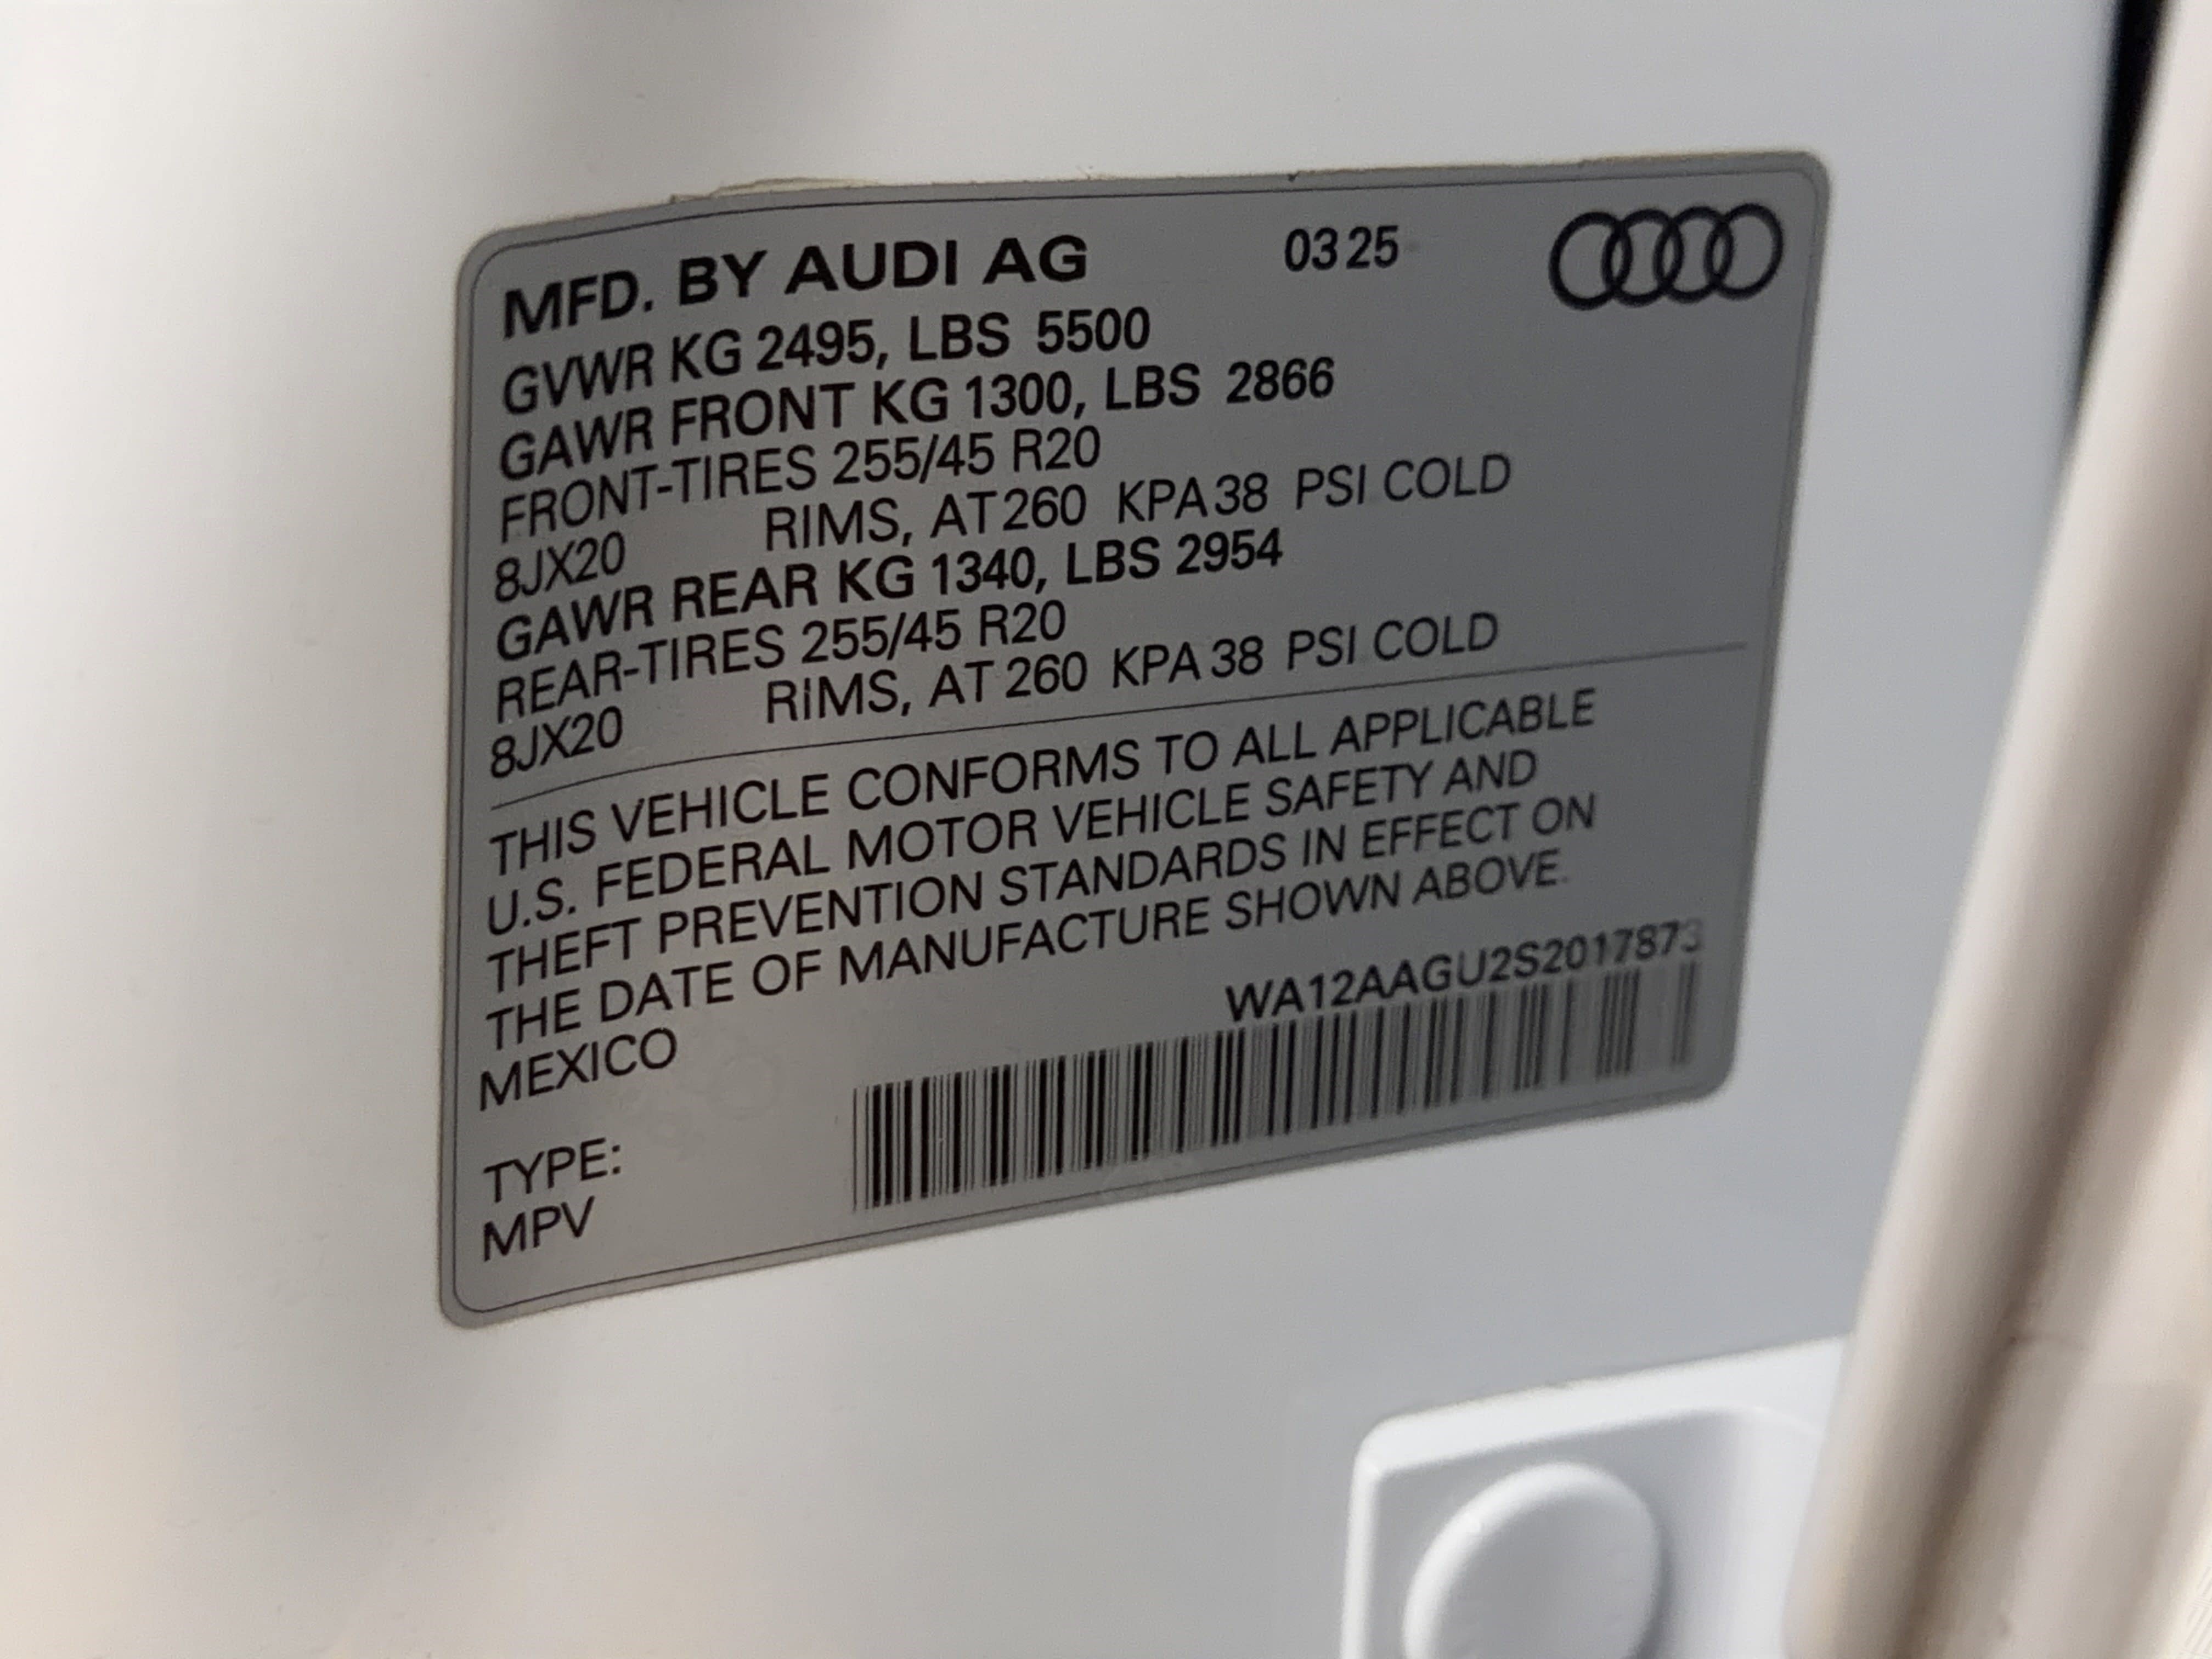 MFD. BY AUDI AG 03 25
GVWR KG 2495, LBS 5500
GAWR FRONT KG 1300, LBS 2866
FRONT-TIRES 255/45 R20
8JX20 RIMS, AT 260 KPA 38 PSI COLD
GAWR REAR KG 1340, LBS 2954
REAR-TIRES 255/45 R20
8JX20 RIMS, AT 260 KPA 38 PSI COLD
THIS VEHICLE CONFORMS TO ALL APPLICABLE
U.S. FEDERAL MOTOR VEHICLE SAFETY AND
THEFT PREVENTION STANDARDS IN EFFECT ON
THE DATE OF MANUFACTURE SHOWN ABOVE.
MEXICO
WA12AAGU2S2017873
TYPE:
MPV